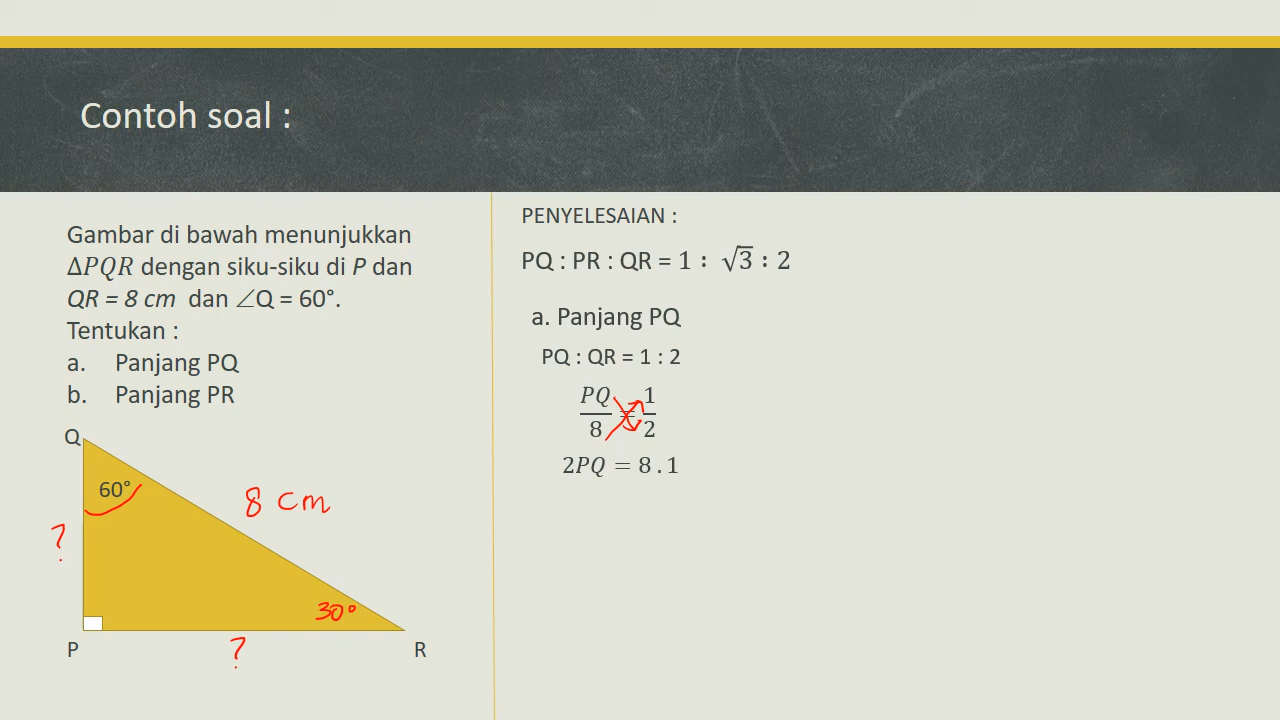 Contoh soal :
Gambar di bawah menunjukkan
Δ𝑃𝑄𝑅 dengan siku-siku di P dan
QR = 8 cm dan ∠Q = 60°.
Tentukan :
a. Panjang PQ
b. Panjang PR
Q
60°
8 cm
?
30°
P
?
R
PENYELESAIAN :
PQ : PR : QR = 1 : √3 : 2
a. Panjang PQ
PQ : QR = 1 : 2
PQ/8 = 1/2
2PQ = 8 . 1